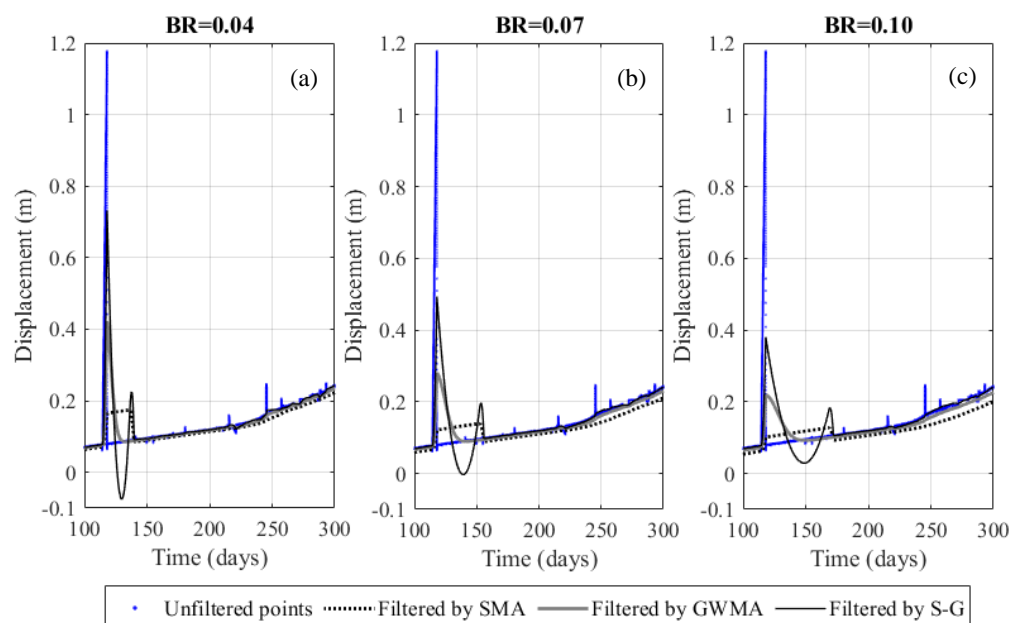 BR=0.04 BR=0.07 BR=0.10
(a) (b) (c)
1.2 1.2 1.2
1 1 1
0.8 0.8 0.8
0.6 0.6 0.6
0.4 0.4 0.4
0.2 0.2 0.2
0 0 0
-0.1 -0.1 -0.1
Displacement (m) Displacement (m) Displacement (m)
100 150 200 250 300 100 150 200 250 300 100 150 200 250 300
Time (days) Time (days) Time (days)
Unfiltered points Filtered by SMA Filtered by GWMA Filtered by S-G